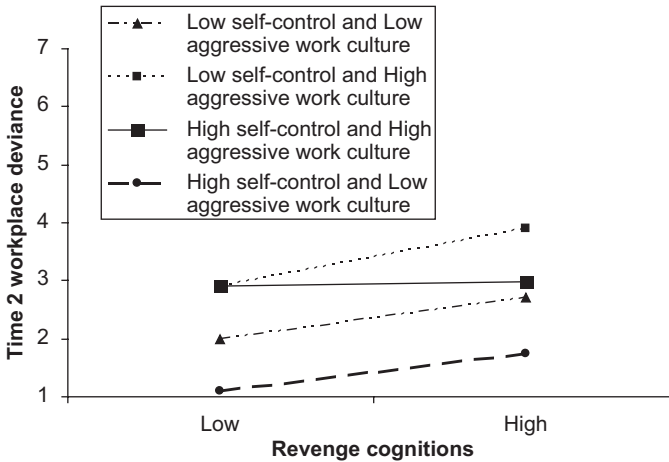 Low self-control and Low
aggressive work culture
Low self-control and High
aggressive work culture
High self-control and High
aggressive work culture
High self-control and Low
aggressive work culture
Time 2 workplace deviance
7
6
5
4
3
2
1
Low
High
Revenge cognitions